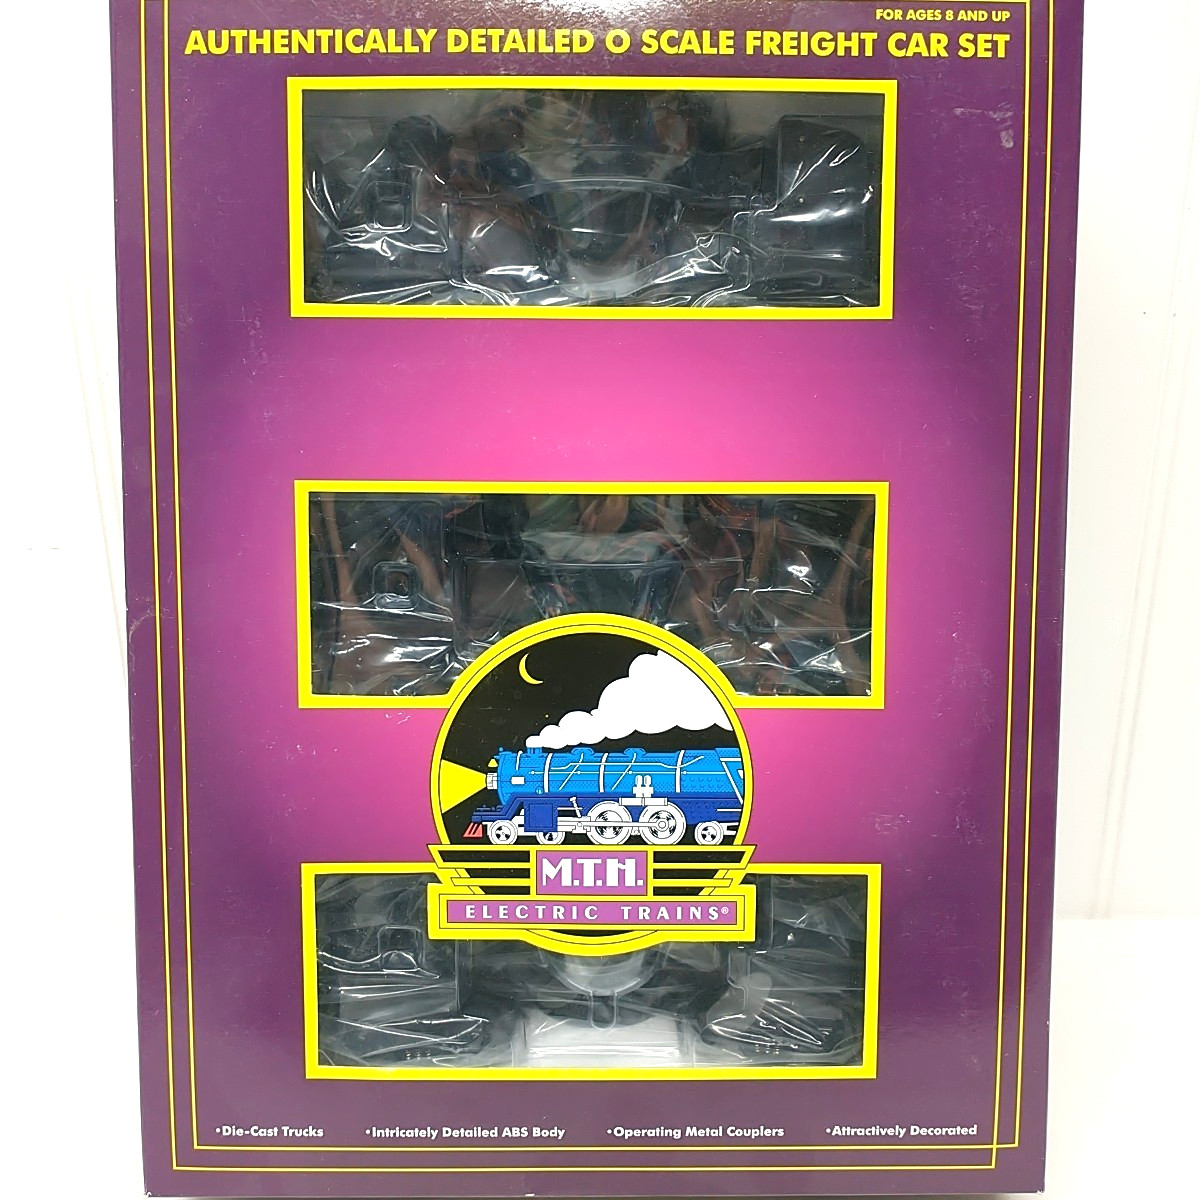 FOR AGES 8 AND UP
AUTHENTICALLY DETAILED O SCALE FREIGHT CAR SET
M.T.H.
ELECTRIC TRAINS®
•Die-Cast Trucks •Intricately Detailed ABS Body •Operating Metal Couplers •Attractively Decorated